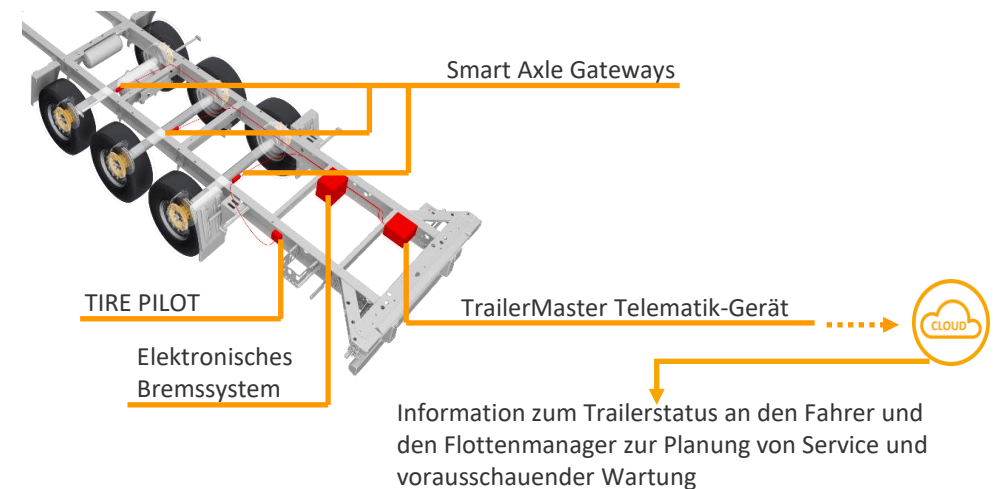 Smart Axle Gateways
TIRE PILOT
TrailerMaster Telematik-Gerät
CLOUD
Elektronisches
Bremssystem
Information zum Trailerstatus an den Fahrer und
den Flottenmanager zur Planung von Service und
vorausschauender Wartung